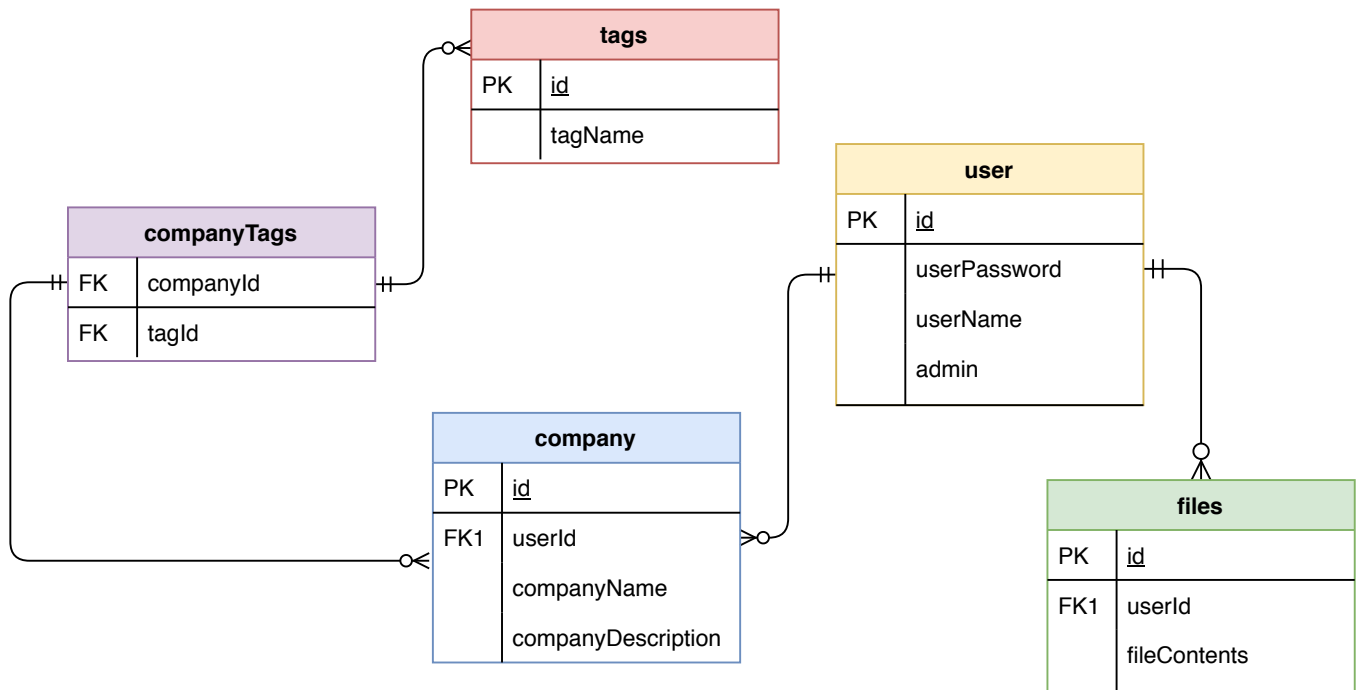 tags
PK id
tagName
user
PK id
userPassword
userName
admin
companyTags
FK companyId
FK tagId
company
PK id
FK1 userId
companyName
companyDescription
files
PK id
FK1 userId
fileContents